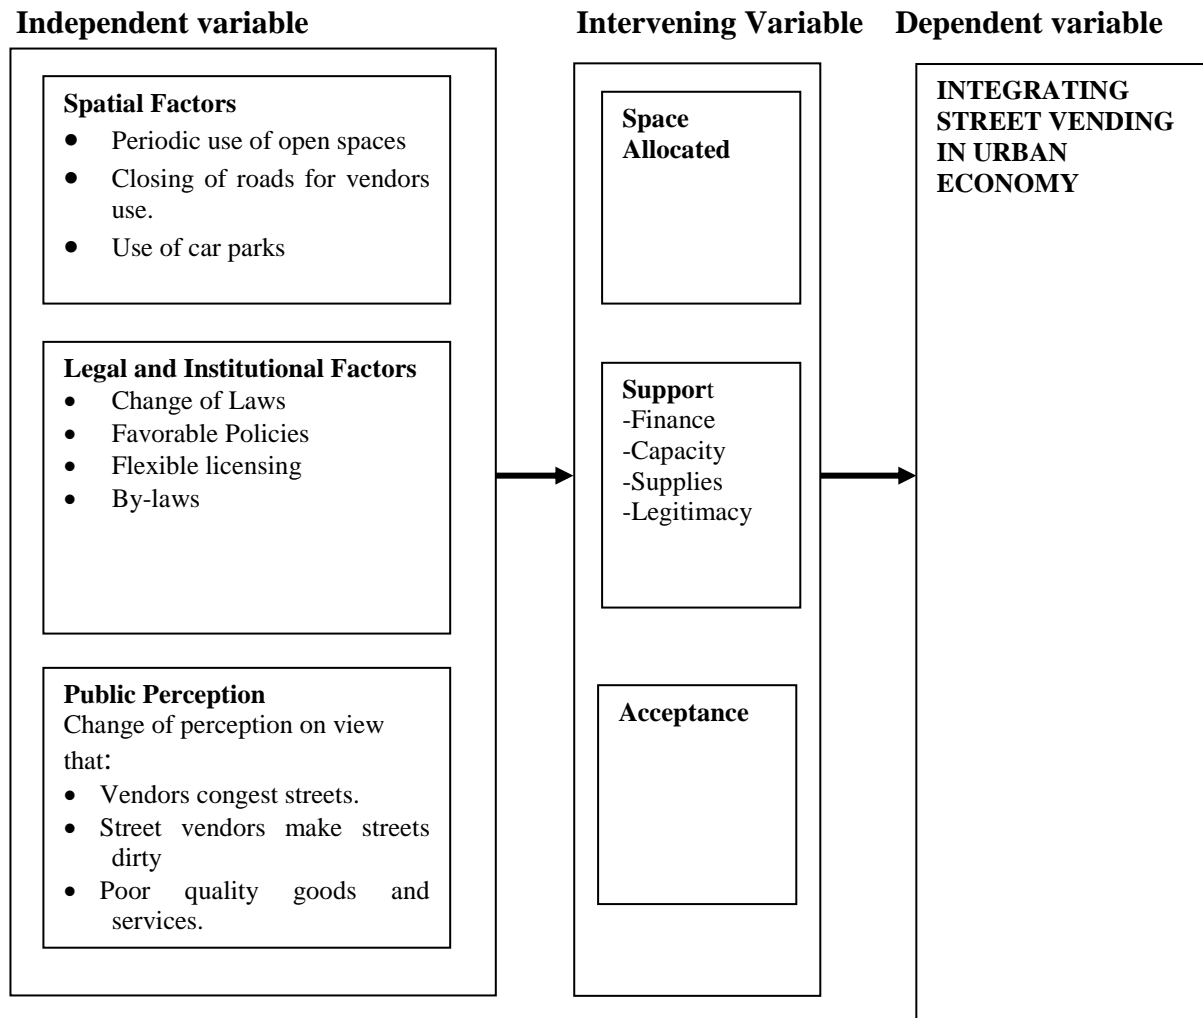 Independent variable
Intervening Variable
Dependent variable
Spatial Factors
• Periodic use of open spaces
• Closing of roads for vendors
use.
• Use of car parks
Legal and Institutional Factors
• Change of Laws
• Favorable Policies
• Flexible licensing
• By-laws
Public Perception
Change of perception on view
that:
• Vendors congest streets.
• Street vendors make streets
dirty
• Poor quality goods and
services.
Space
Allocated
Support
-Finance
-Capacity
-Supplies
-Legitimacy
Acceptance
INTEGRATING
STREET VENDING
IN URBAN
ECONOMY